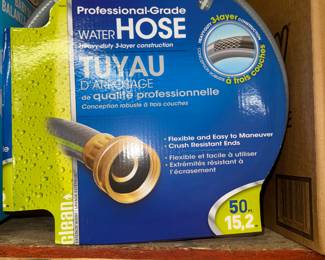 Professional-Grade
WATER HOSE
Heavy-duty 3-layer construction
TUYAU
D'ARROSAGE
de qualité professionnelle
Conception robuste à trois couches
3-layer
à trois couches
• Flexible and Easy to Maneuver
• Crush Resistant Ends
• Flexible et facile à utiliser
• Extrémités résistant à
l'écrasement
clean
50
15,2